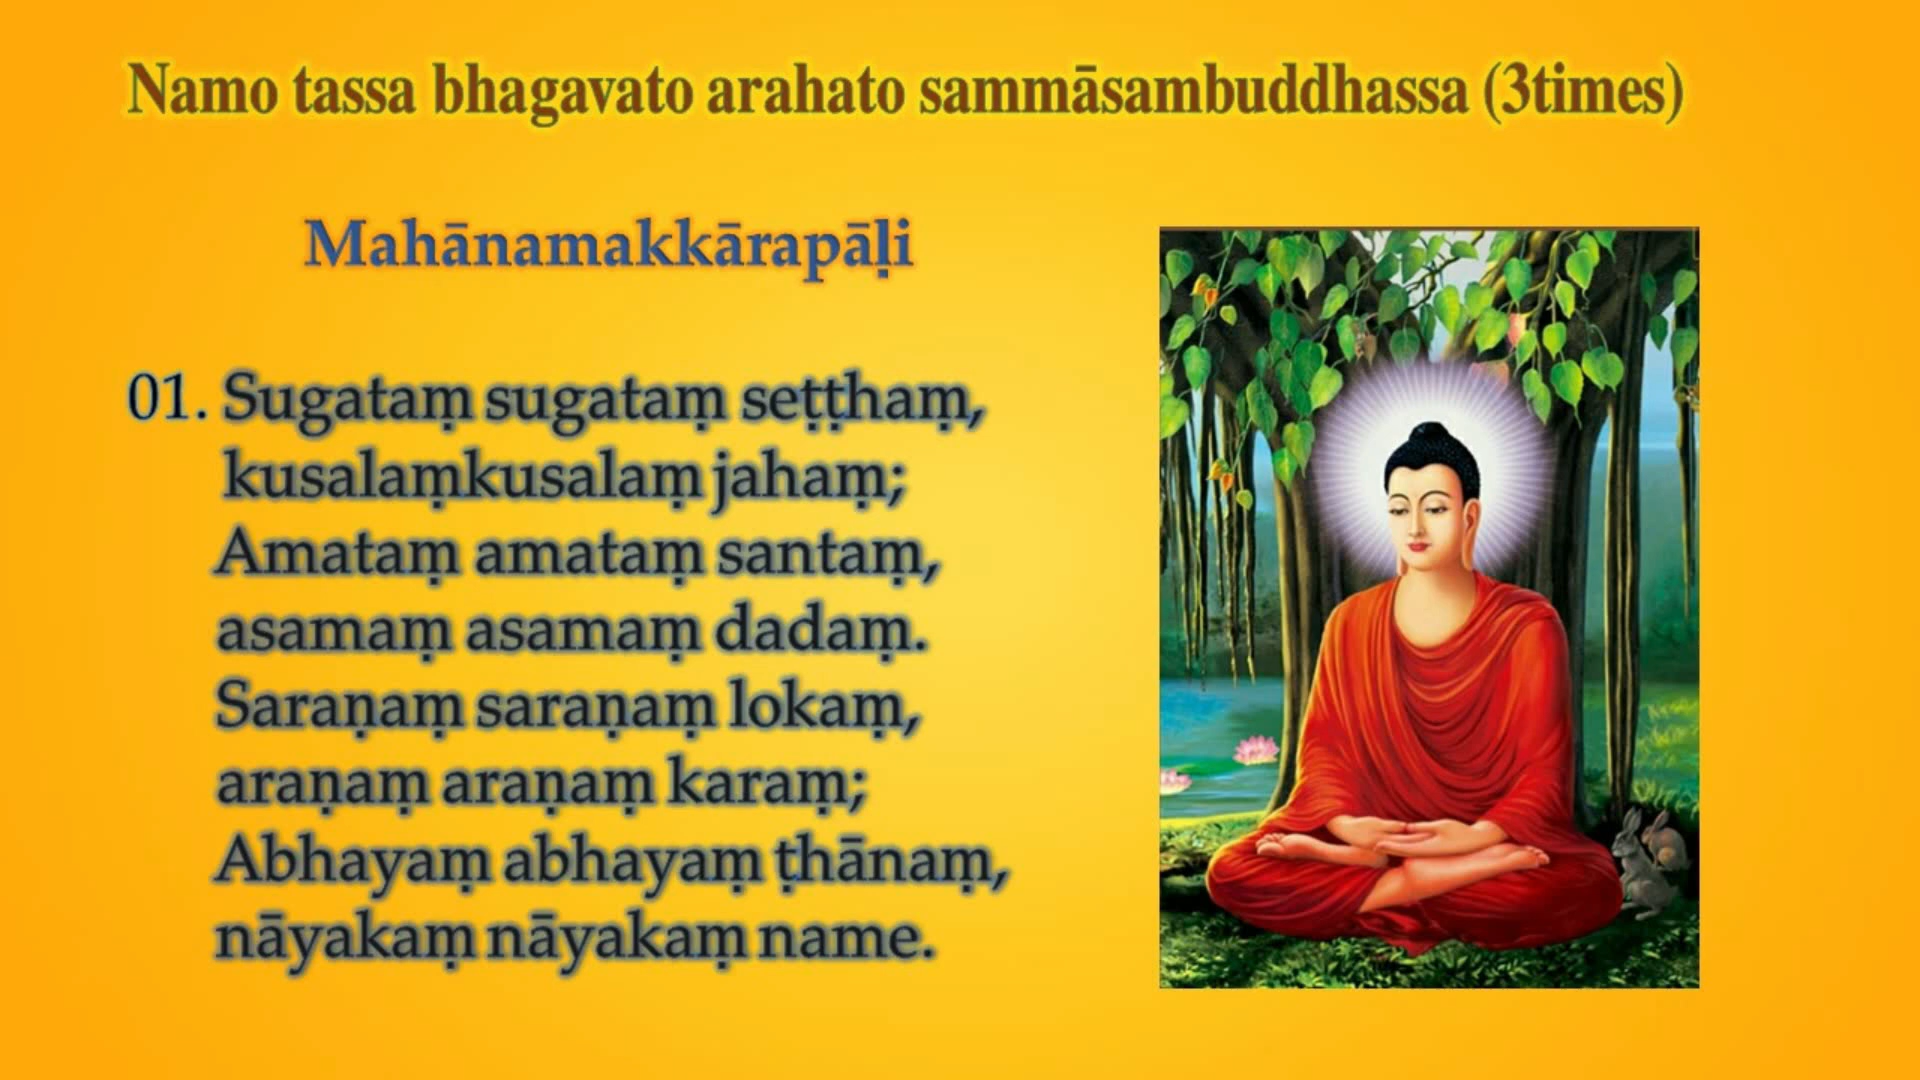 Namo tassa bhagavato arahato sammāsambuddhassa (3times)
Mahānamakkārapāḷi
01. Sugataṃ sugataṃ seṭṭhaṃ,
kusalaṃkusalaṃ jahaṃ;
Amataṃ amataṃ santaṃ,
asamaṃ asamaṃ dadaṃ.
Saraṇaṃ saraṇaṃ lokaṃ,
araṇaṃ araṇaṃ karaṃ;
Abhayaṃ abhayaṃ ṭhānaṃ,
nāyakaṃ nāyakaṃ name.